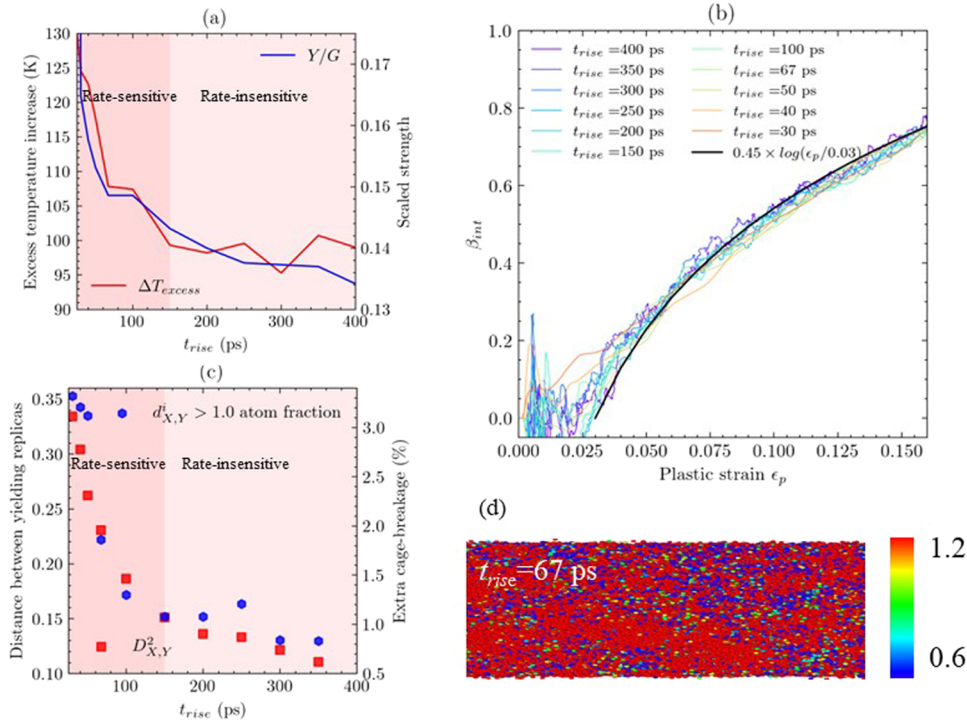 (a)
130
125
120
115
110
105
100
95
90
Excess temperature increase (K)
Y/G
Rate-sensitive
Rate-insensitive
ΔT_excess
0.17
0.16
0.15
0.14
0.13
Scaled strength
100
200
300
400
t_rise (ps)
(b)
1.0
0.8
0.6
0.4
0.2
0.0
β_int
t_rise =400 ps
t_rise =350 ps
t_rise =300 ps
t_rise =250 ps
t_rise =200 ps
t_rise =150 ps
t_rise =100 ps
t_rise =67 ps
t_rise =50 ps
t_rise =40 ps
t_rise =30 ps
0.45 × log(ϵ_p/0.03)
0.000
0.025
0.050
0.075
0.100
0.125
0.150
Plastic strain ϵ_p
(c)
0.35
0.30
0.25
0.20
0.15
0.10
Distance between yielding replicas
d^i_X,Y > 1.0 atom fraction
Rate-sensitive
Rate-insensitive
D^2_X,Y
3.0
2.5
2.0
1.5
1.0
0.5
Extra cage-breakage (%)
100
200
300
400
t_rise (ps)
(d)
t_rise=67 ps
1.2
0.6